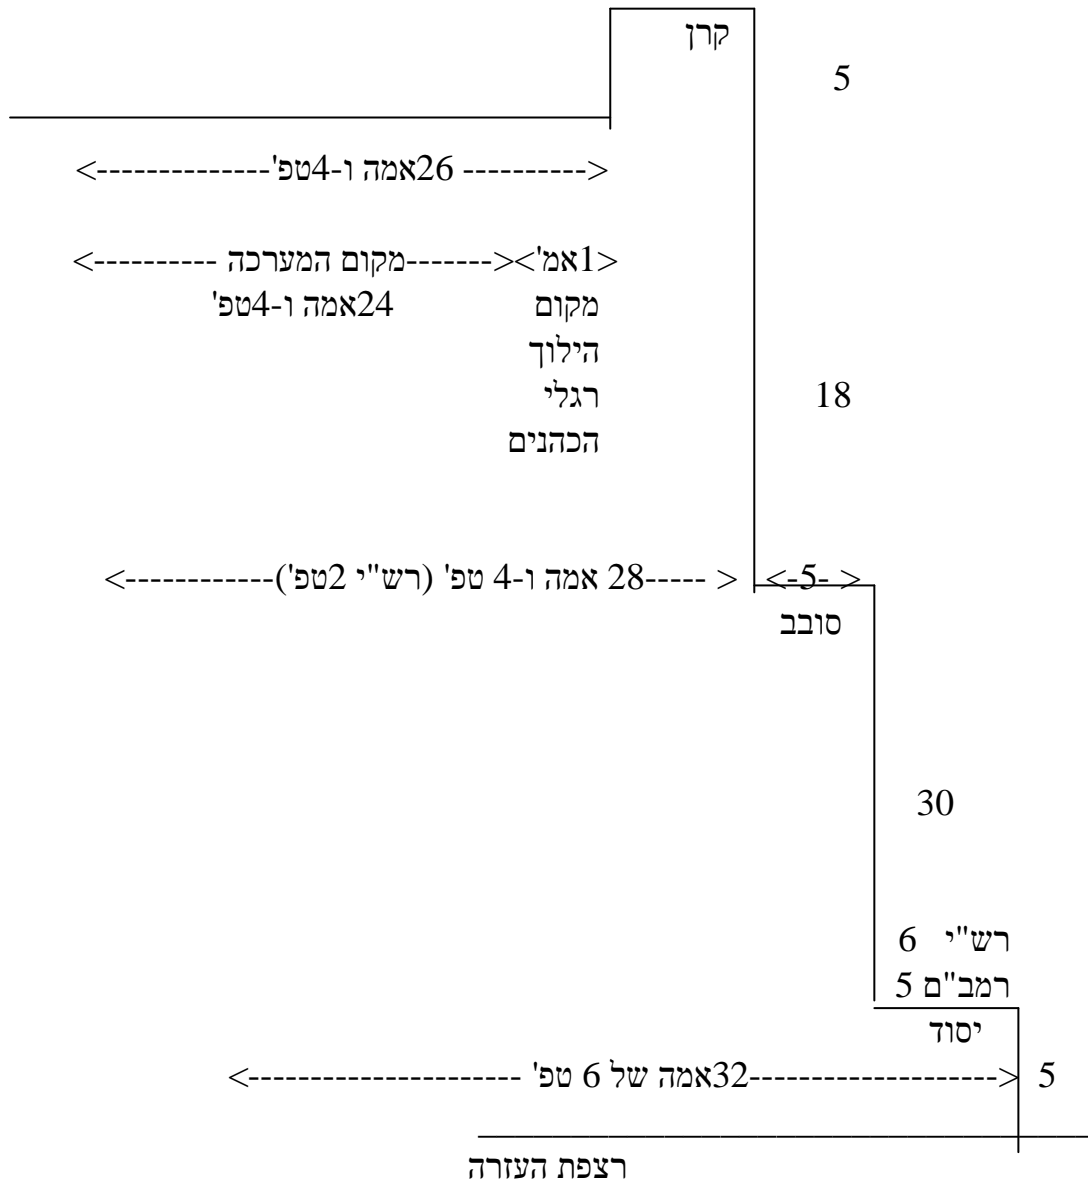 קרן
5
<-------------- 26אמה ו-4טפ' ---------->
<1אמ'><-------מקום המערכה ---------->
מקום 24אמה ו-4טפ'
הילוך
רגלי
18
הכהנים
< -5-> < -----28 אמה ו-4 טפ' (רש"י 2טפ')------------>
סובב
30
רש"י 6
רמב"ם 5
יסוד
5 <---------------------32אמה של 6 טפ' --------------------->
רצפת העזרה